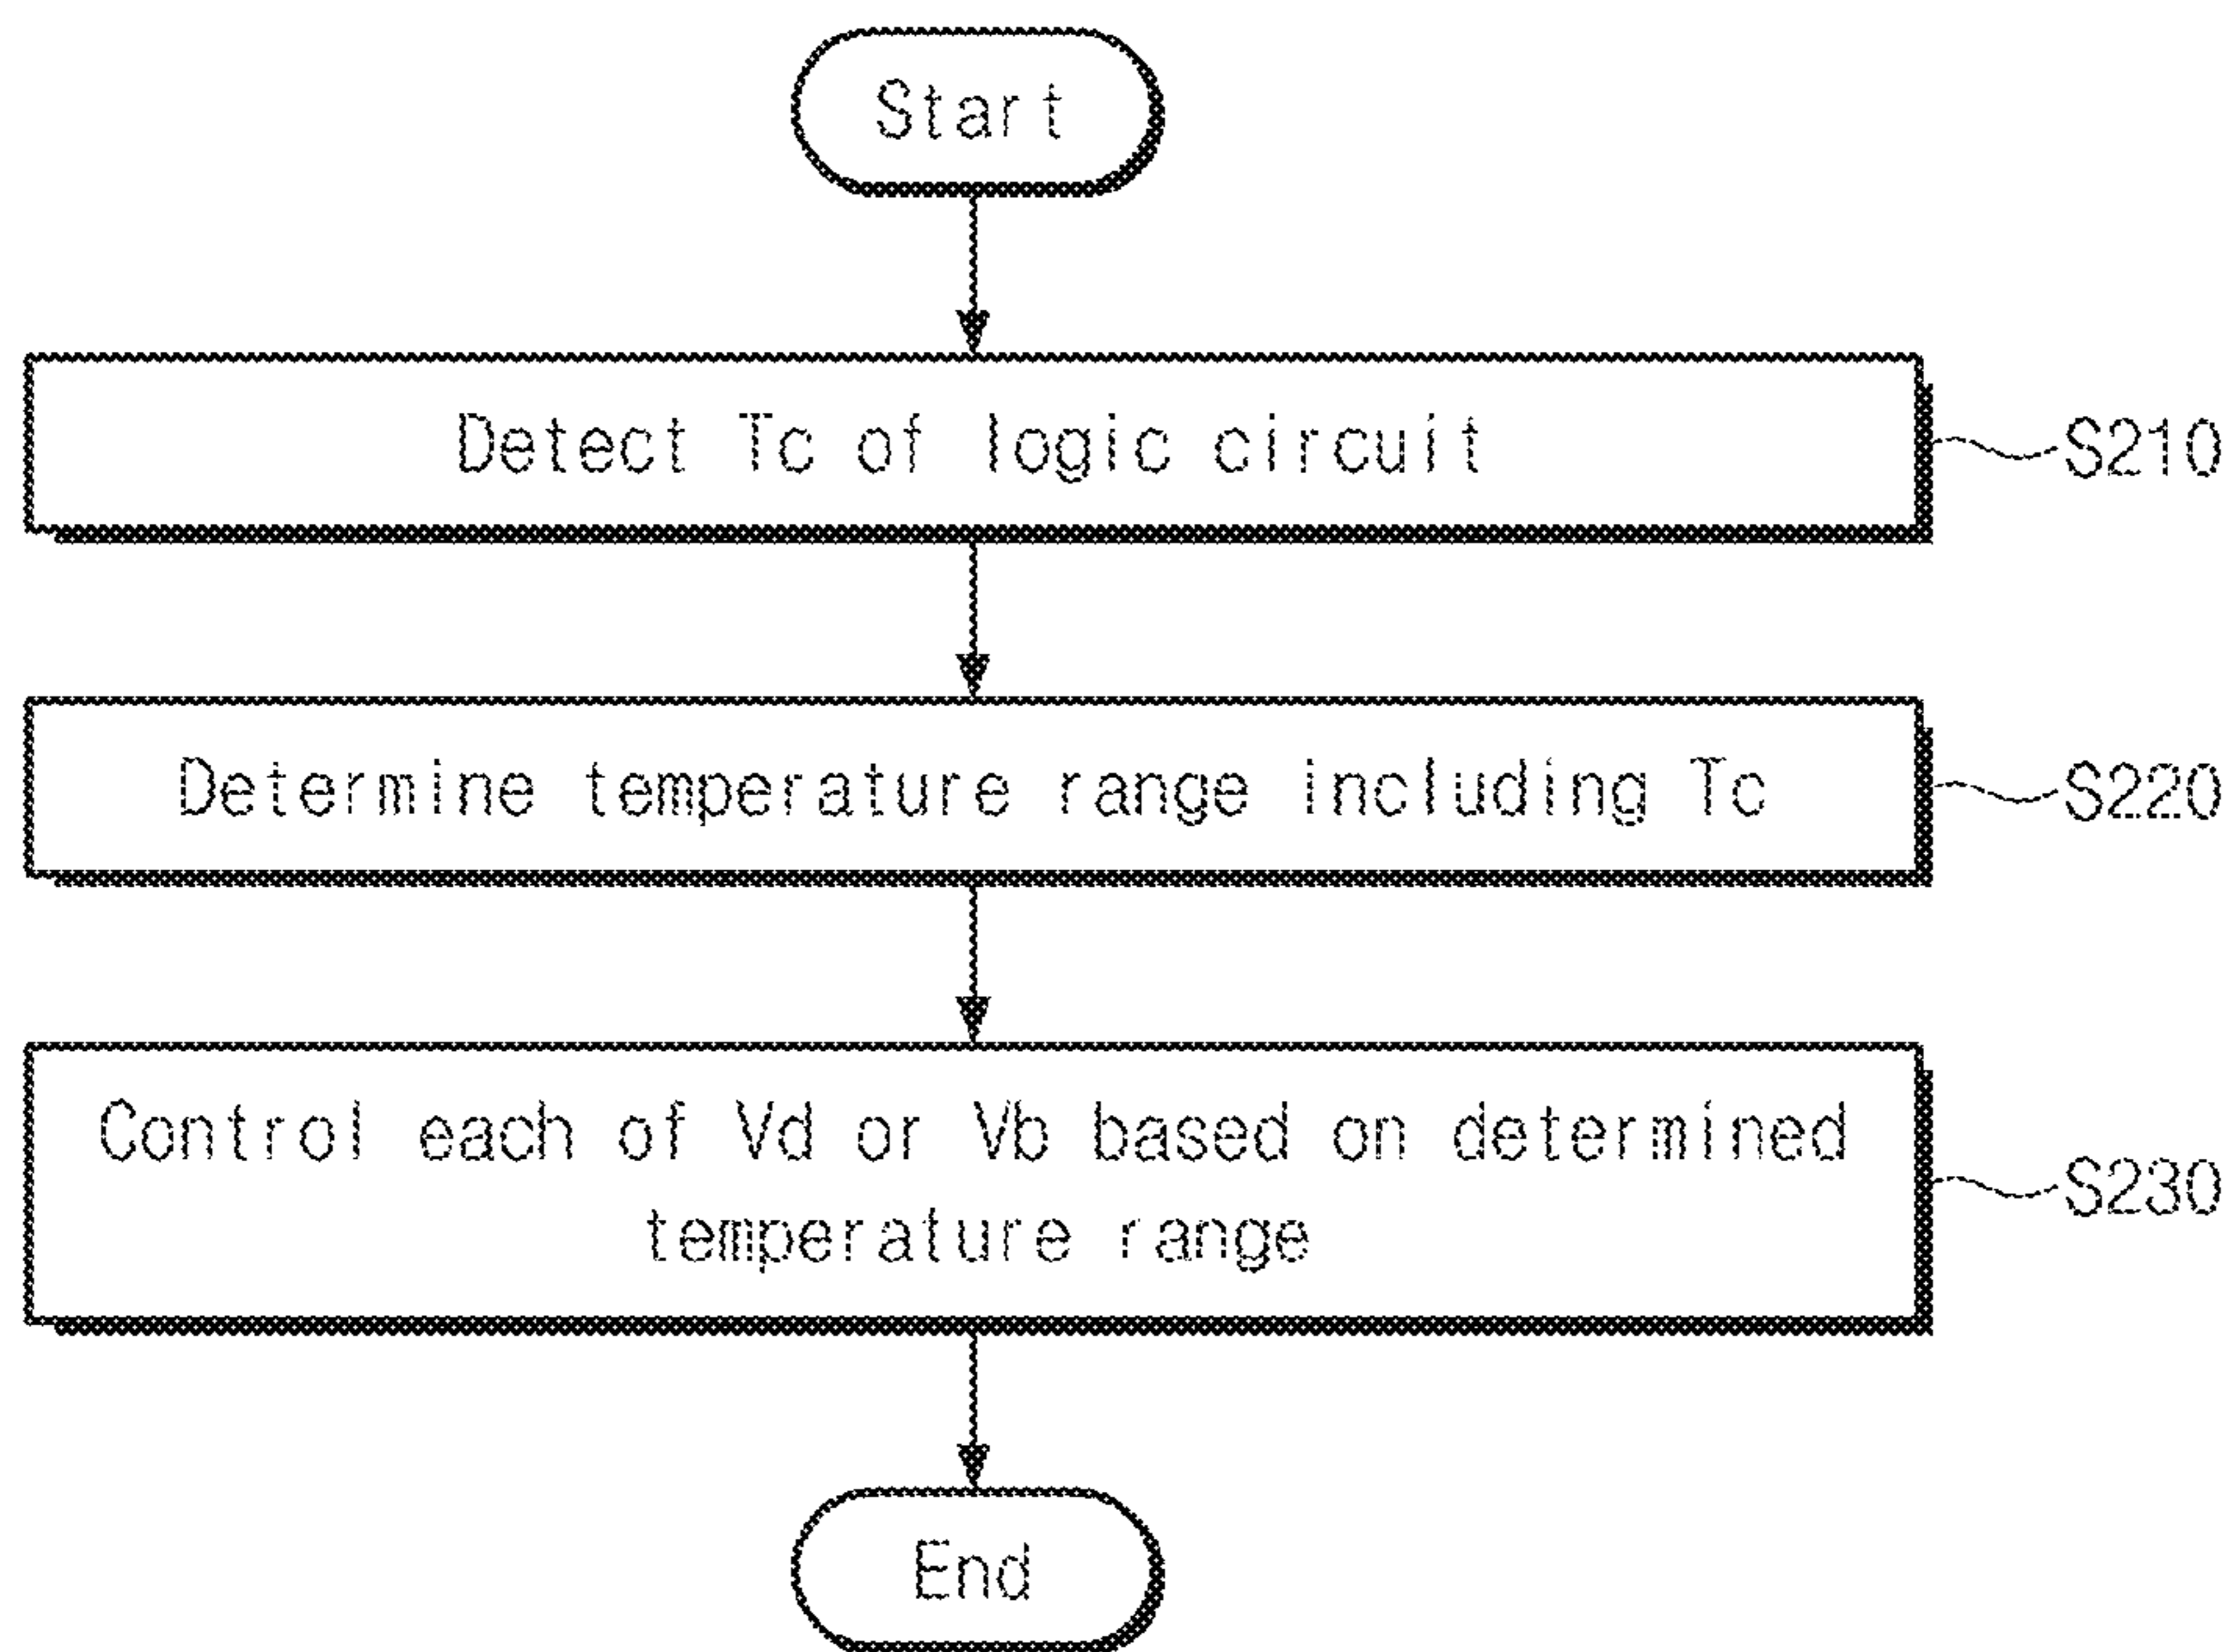 Start
Detect Tc of logic circuit
S210
Determine temperature range including Tc
S220
Control each of Vd or Vb based on determined
temperature range
S230
End